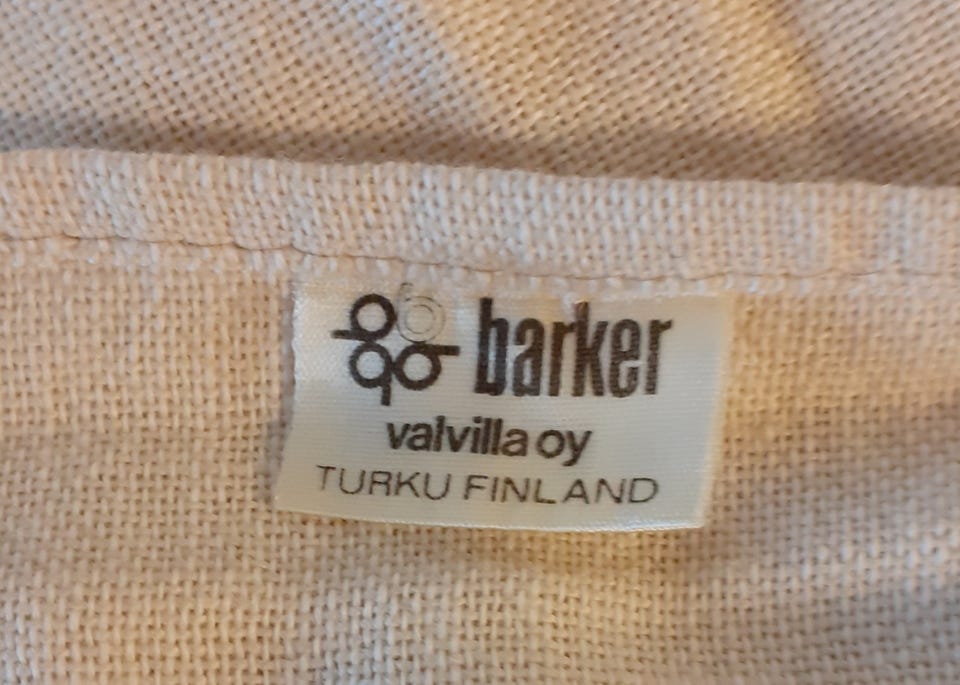 barker
valvilla oy
TURKU FINLAND